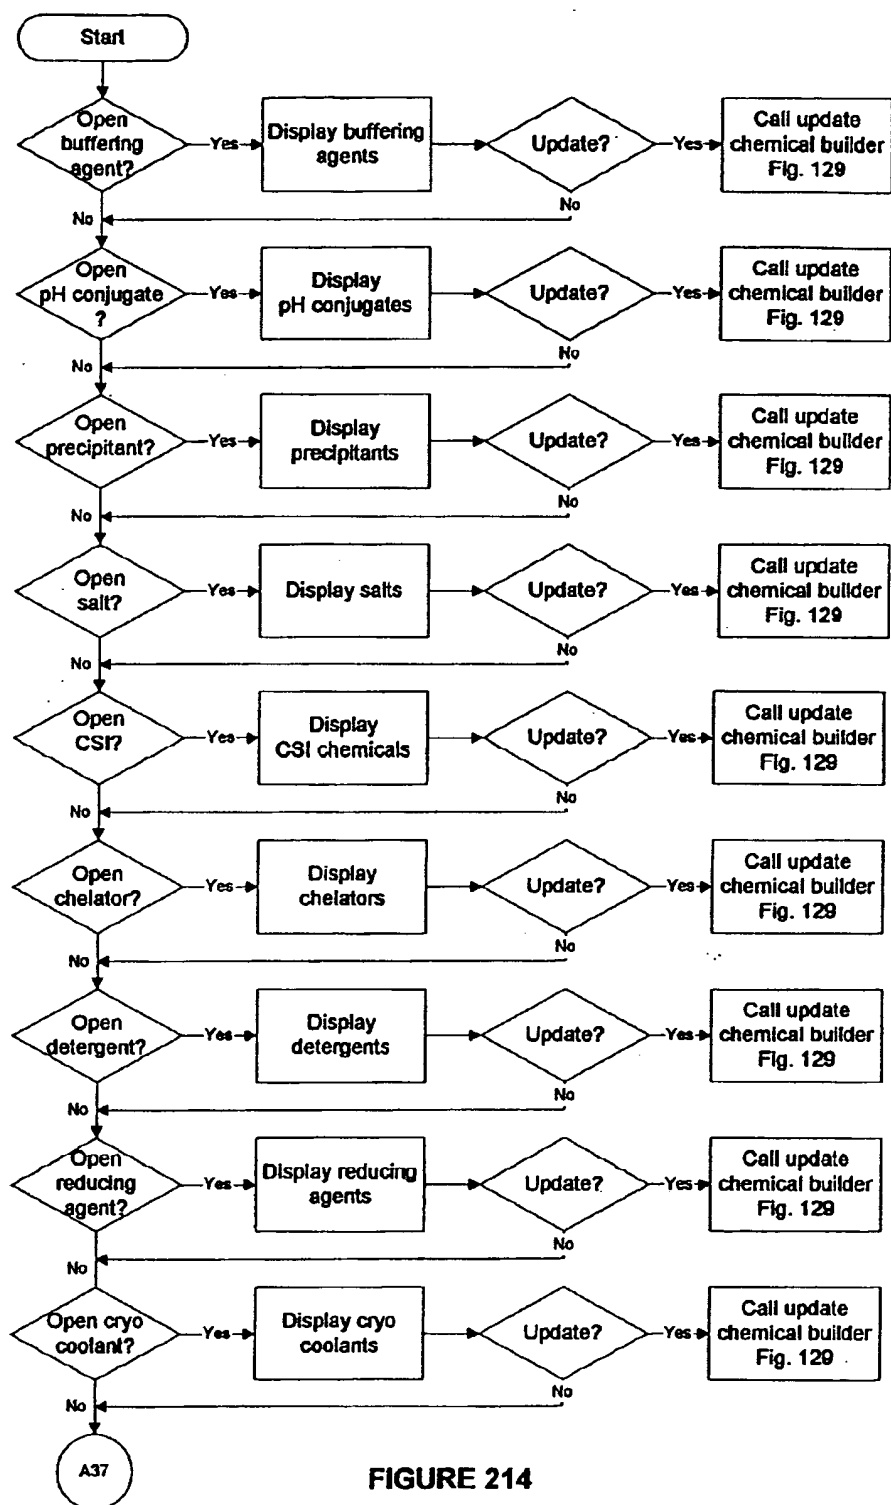 Start
Open
buffering
agent?
Yes
Display buffering
agents
Update?
Yes
Call update
chemical builder
Fig. 129
No
No
Open
pH conjugate
?
Yes
Display
pH conjugates
Update?
Yes
Call update
chemical builder
Fig. 129
No
No
Open
precipitant?
Yes
Display
precipitants
Update?
Yes
Call update
chemical builder
Fig. 129
No
No
Open
salt?
Yes
Display salts
Update?
Yes
Call update
chemical builder
Fig. 129
No
No
Open
CSI?
Yes
Display
CSI chemicals
Update?
Yes
Call update
chemical builder
Fig. 129
No
No
Open
chelator?
Yes
Display
chelators
Update?
Yes
Call update
chemical builder
Fig. 129
No
No
Open
detergent?
Yes
Display
detergents
Update?
Yes
Call update
chemical builder
Fig. 129
No
No
Open
reducing
agent?
Yes
Display reducing
agents
Update?
Yes
Call update
chemical builder
Fig. 129
No
No
Open cryo
coolant?
Yes
Display cryo
coolants
Update?
Yes
Call update
chemical builder
Fig. 129
No
No
A37
FIGURE 214